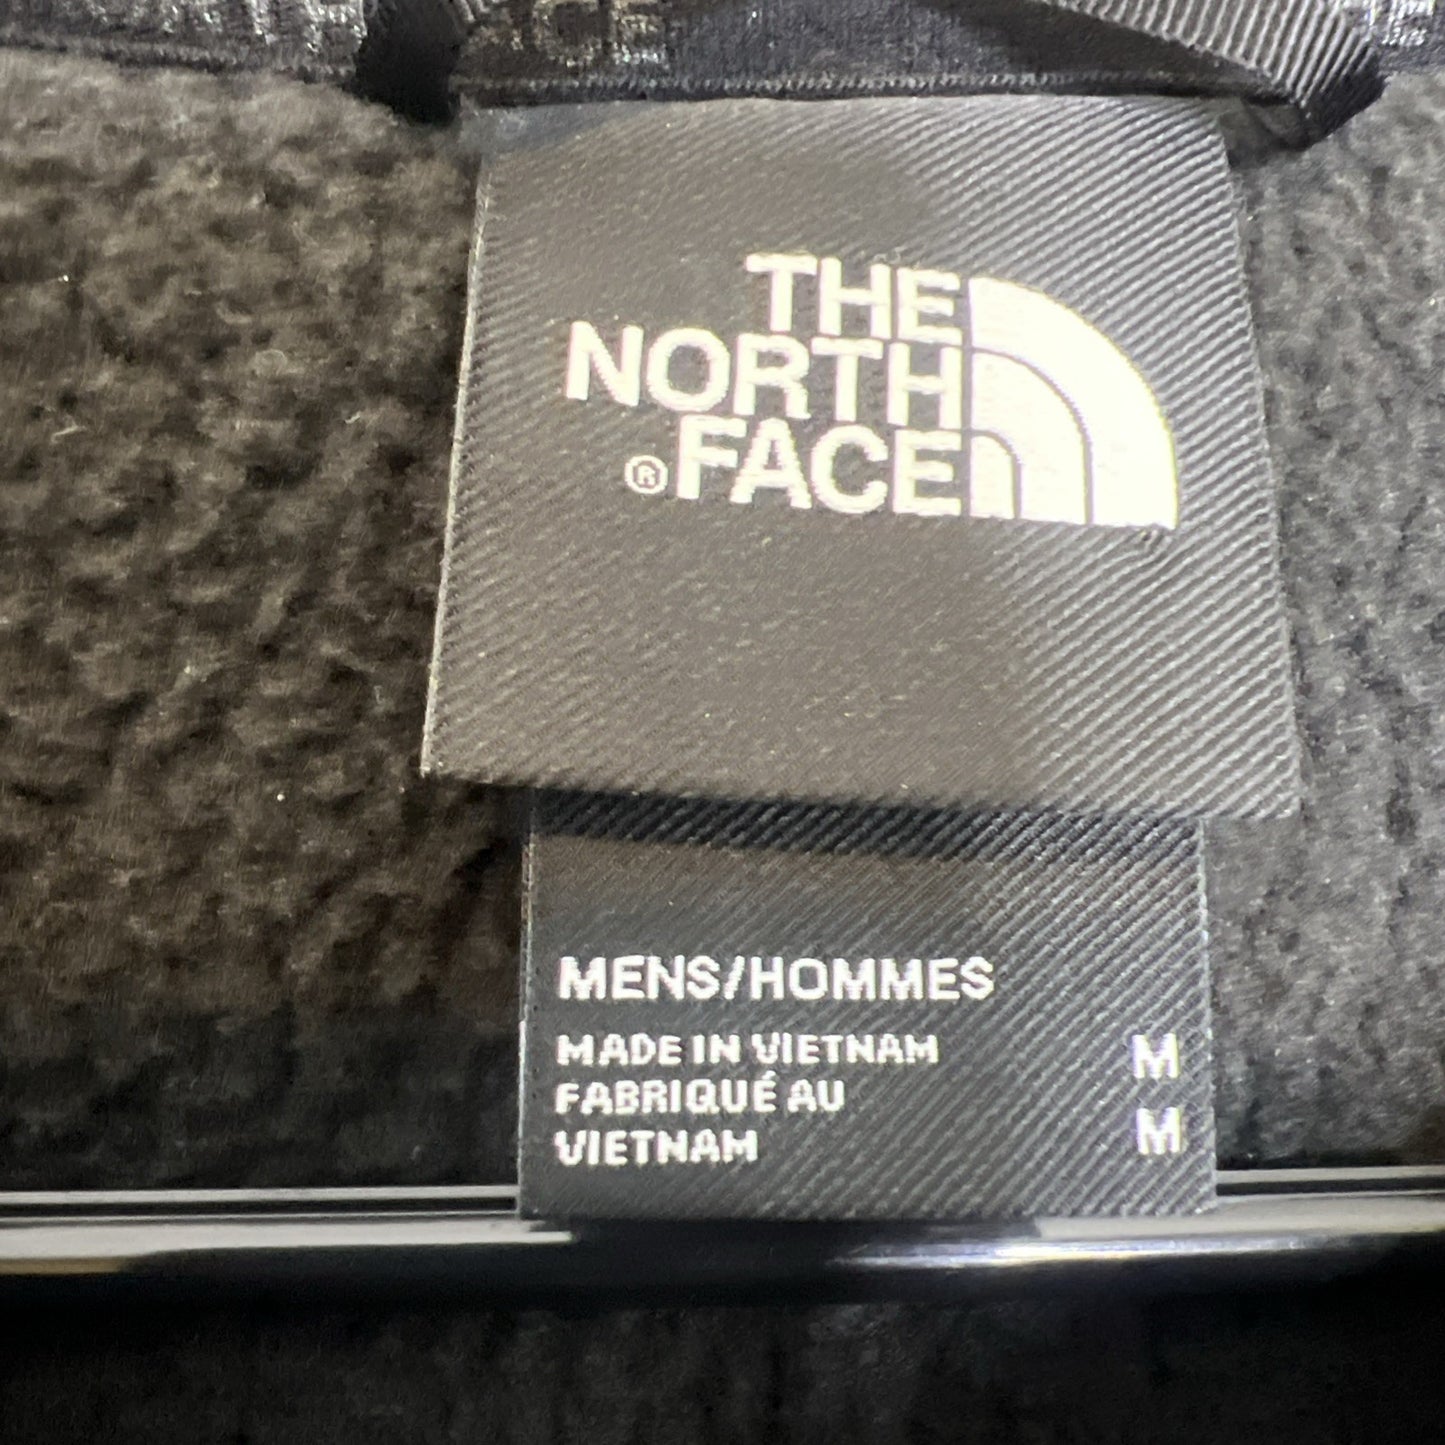 THE
NORTH
®FACE
MENS/HOMMES
MADE IN VIETNAM M
FABRIQUÉ AU
VIETNAM M